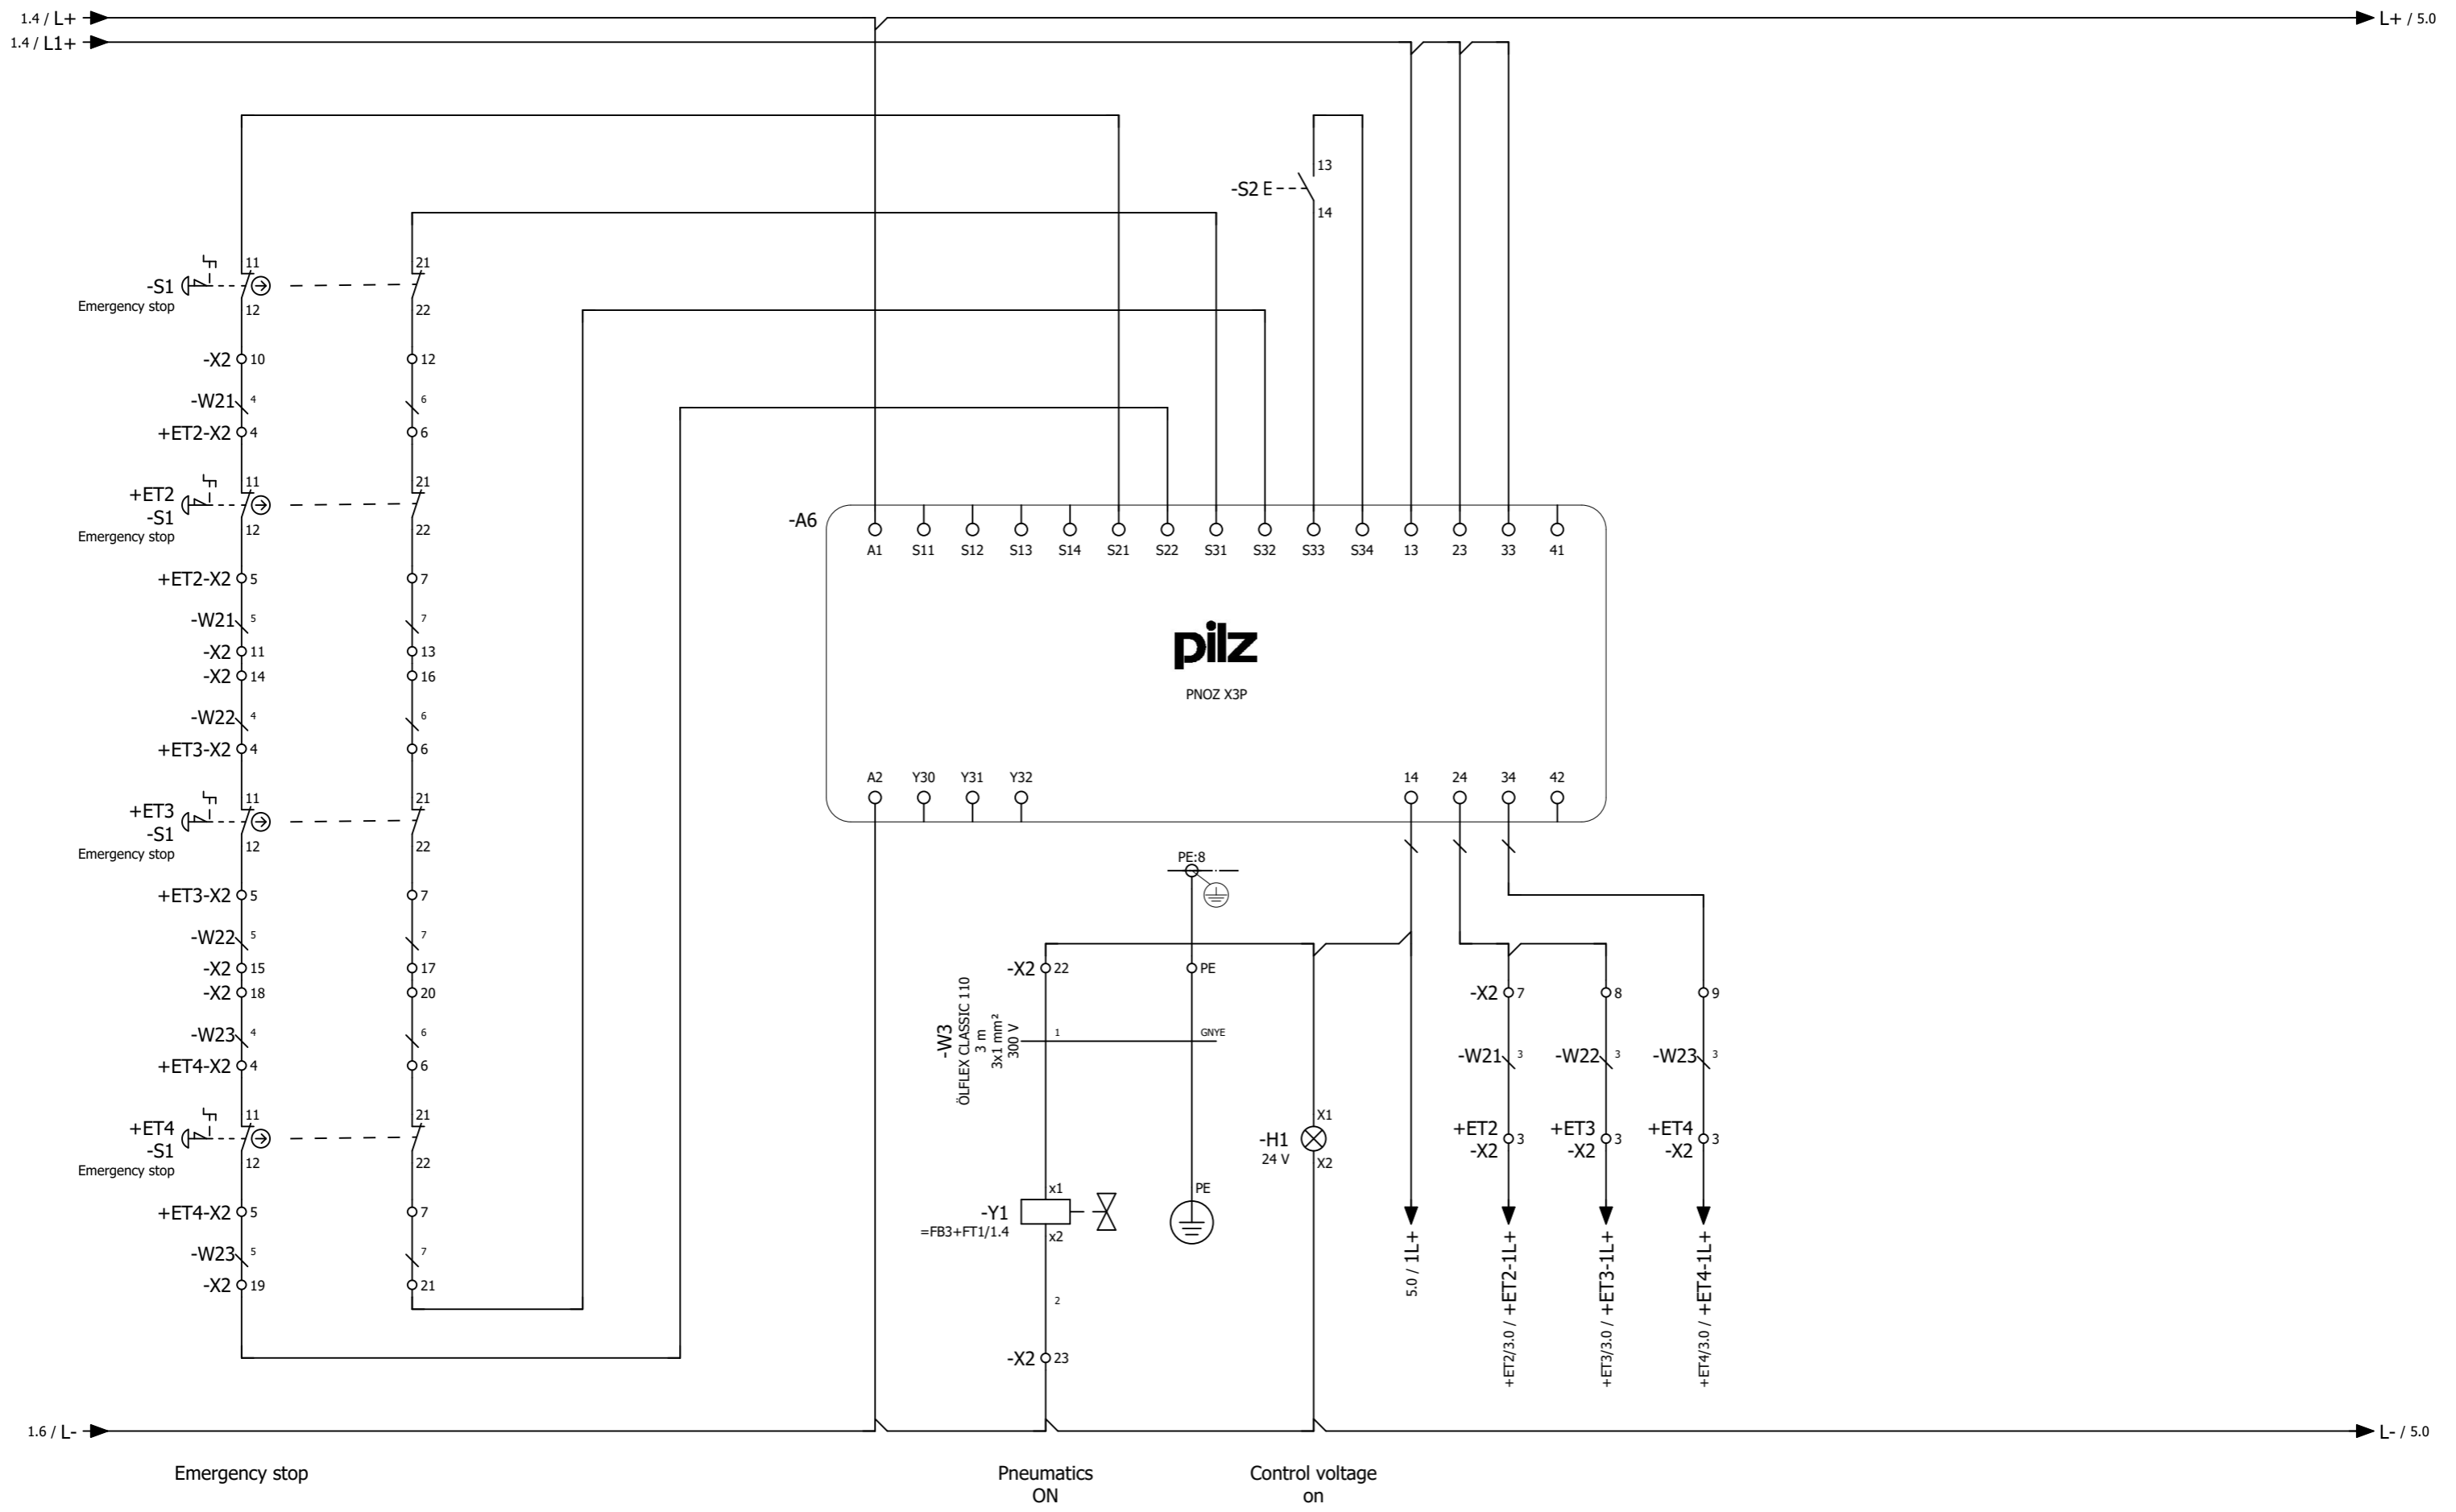 1.4 / L+
L+ / 5.0
1.4 / L1+
13
-S2 E
14
11
21
-S1
Emergency stop
12
22
-X2
10
12
-W21
4
6
+ET2-X2
4
6
11
21
+ET2
-S1
Emergency stop
12
22
+ET2-X2
5
7
-W21
5
7
-X2
11
13
-X2
14
16
-W22
4
6
+ET3-X2
4
6
11
21
+ET3
-S1
Emergency stop
12
22
+ET3-X2
5
7
-W22
5
7
-X2
15
17
-X2
18
20
-W23
4
6
+ET4-X2
4
6
11
21
+ET4
-S1
Emergency stop
12
22
+ET4-X2
5
7
-W23
5
7
-X2
19
21
-A6
A1 S11 S12 S13 S14 S21 S22 S31 S32 S33 S34 13 23 33 41
pilz
PNOZ X3P
A2 Y30 Y31 Y32 14 24 34 42
PE:8
-X2
22
PE
-W3
ÖLFLEX CLASSIC 110
3 m
3x1 mm²
300 V
1
GNYE
x1
-Y1
=FB3+FT1/1.4
x2
PE
2
-X2
23
X1
-H1
24 V
X2
-X2
7
8
9
-W21
3
-W22
3
-W23
3
+ET2
-X2
3
+ET3
-X2
3
+ET4
-X2
3
5.0 / 1L+
+ET2/3.0 / +ET2-1L+
+ET3/3.0 / +ET3-1L+
+ET4/3.0 / +ET4-1L+
1.6 / L-
L- / 5.0
Emergency stop
Pneumatics
ON
Control voltage
on